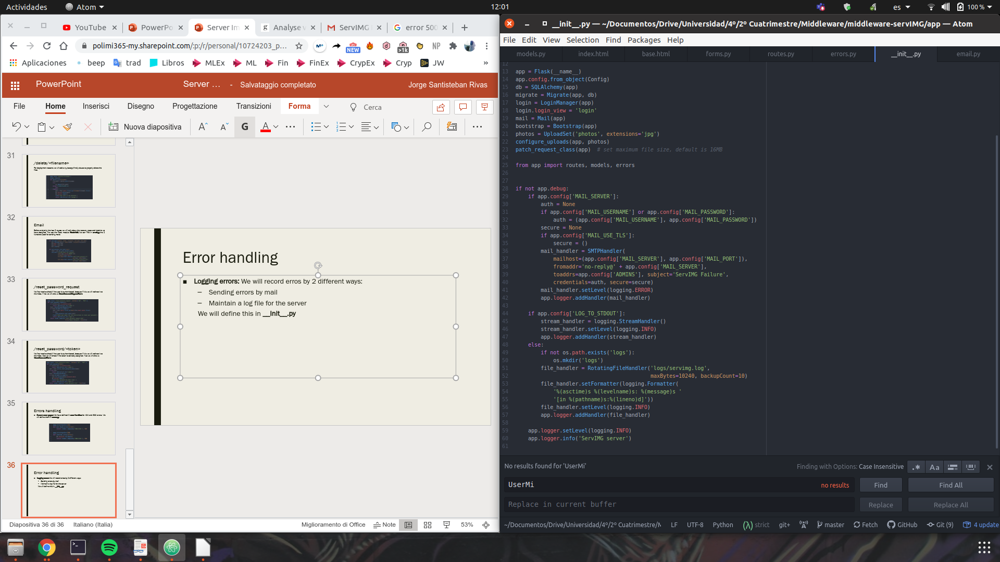 Actividades
Atom
12:01
es
100 %
YouTube
PowerPo
Server Im
Analyse v
ServIMG
error 500
polimi365-my.sharepoint.com/:p:/r/personal/10724203_p...
NEW
>1k
NP
Aplicaciones
beep
trad
Libros
MLEx
ML
Fin
FinEx
CrypEx
Cryp
JW
»
PowerPoint
Server ...
- Salvataggio completato
Jorge Santisteban Rivas
File
Home
Inserisci
Disegno
Progettazione
Transizioni
Forma
Cerca
Nuova diapositiva
G
31
/delete/<filename>
32
Email
33
/reset_password_request
34
/reset_password/<token>
35
Errors handling
36
Error handling
Error handling
Logging errors: We will record erros by 2 different ways:
– Sending errors by mail
– Maintain a log file for the server
We will define this in __init__.py
Diapositiva 36 di 36
Italiano (Italia)
Miglioramento di Office
Note
53%
__init__.py — ~/Documentos/Drive/Universidad/4º/2º Cuatrimestre/Middleware/middleware-servIMG/app — Atom
File Edit View Selection Find Packages Help
models.py
index.html
base.html
forms.py
routes.py
errors.py
__init__.py
email.py
12
13 app = Flask(__name__)
14 app.config.from_object(Config)
15 db = SQLAlchemy(app)
16 migrate = Migrate(app, db)
17 login = LoginManager(app)
18 login.login_view = 'login'
19 mail = Mail(app)
20 bootstrap = Bootstrap(app)
21 photos = UploadSet('photos', extensions='jpg')
22 configure_uploads(app, photos)
23 patch_request_class(app)  # set maximum file size, default is 16MB
24
25 from app import routes, models, errors
26
27
28 if not app.debug:
29     if app.config['MAIL_SERVER']:
30         auth = None
31         if app.config['MAIL_USERNAME'] or app.config['MAIL_PASSWORD']:
32             auth = (app.config['MAIL_USERNAME'], app.config['MAIL_PASSWORD'])
33         secure = None
34         if app.config['MAIL_USE_TLS']:
35             secure = ()
36         mail_handler = SMTPHandler(
37             mailhost=(app.config['MAIL_SERVER'], app.config['MAIL_PORT']),
38             fromaddr='no-reply@' + app.config['MAIL_SERVER'],
39             toaddrs=app.config['ADMINS'], subject='ServIMG Failure',
40             credentials=auth, secure=secure)
41         mail_handler.setLevel(logging.ERROR)
42         app.logger.addHandler(mail_handler)
43
44     if app.config['LOG_TO_STDOUT']:
45         stream_handler = logging.StreamHandler()
46         stream_handler.setLevel(logging.INFO)
47         app.logger.addHandler(stream_handler)
48     else:
49         if not os.path.exists('logs'):
50             os.mkdir('logs')
51         file_handler = RotatingFileHandler('logs/servimg.log',
52                                            maxBytes=10240, backupCount=10)
53         file_handler.setFormatter(logging.Formatter(
54             '%(asctime)s %(levelname)s: %(message)s '
55             '[in %(pathname)s:%(lineno)d]'))
56         file_handler.setLevel(logging.INFO)
57         app.logger.addHandler(file_handler)
58
59     app.logger.setLevel(logging.INFO)
60     app.logger.info('ServIMG server')
61
No results found for 'UserMi'
Finding with Options: Case Insensitive
.*
Aa
UserMi
no results
Find
Find All
Replace in current buffer
Replace
Replace All
~/Documentos/Drive/Universidad/4º/2º Cuatrimestre/M
LF
UTF-8
Python
(λ) strict
git+
master
Fetch
GitHub
Git (9)
4 update